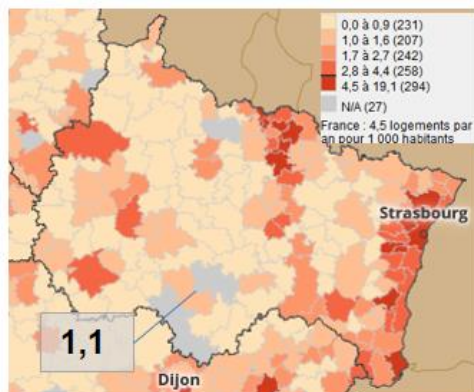 0,0 à 0,9 (231)
1,0 à 1,6 (207)
1,7 à 2,7 (242)
2,8 à 4,4 (258)
4,5 à 19,1 (294)
N/A (27)
France : 4,5 logements par
an pour 1 000 habitants
Strasbourg
1,1
Dijon